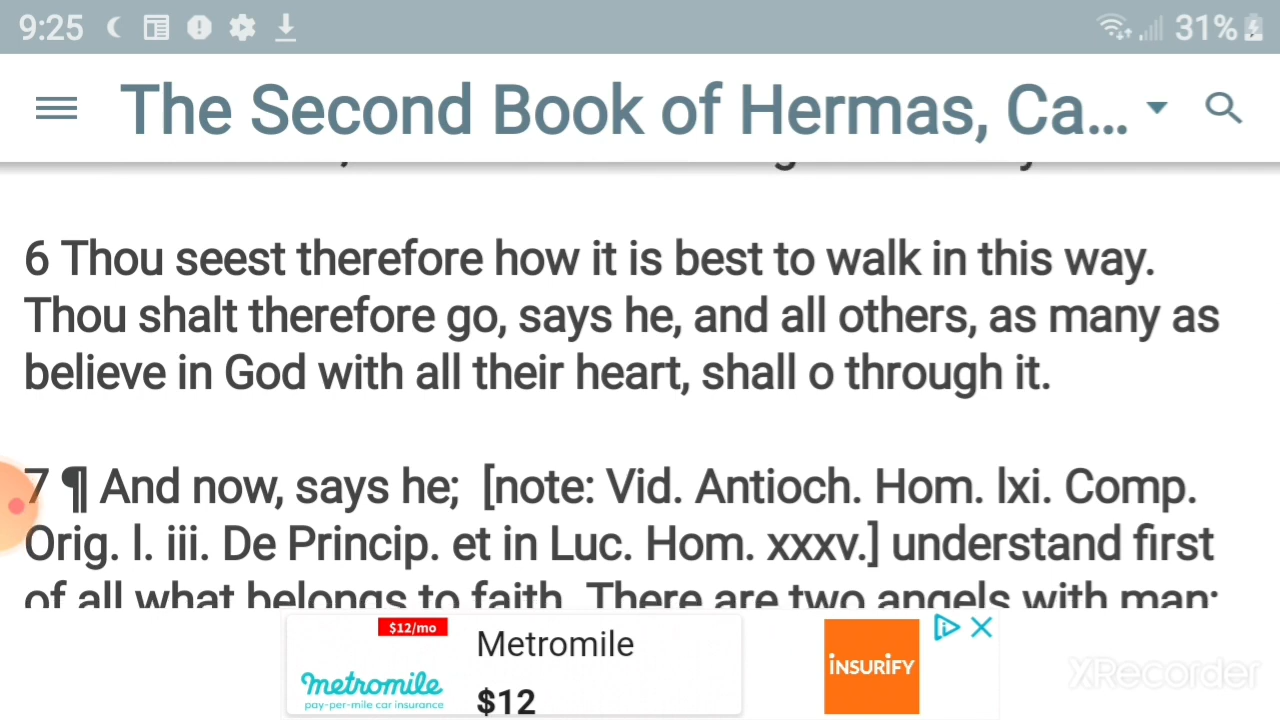 9:25
31%
The Second Book of Hermas, Ca...
6 Thou seest therefore how it is best to walk in this way.
Thou shalt therefore go, says he, and all others, as many as
believe in God with all their heart, shall o through it.
7 ¶ And now, says he; [note: Vid. Antioch. Hom. lxi. Comp.
Orig. l. iii. De Princip. et in Luc. Hom. xxxv.] understand first
of all what belongs to faith. There are two angels with man;
$12/mo
Metromile
metromile
pay-per-mile car insurance
$12
INSURIFY
XRecorder